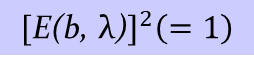 [E(b, λ)]²(= 1)